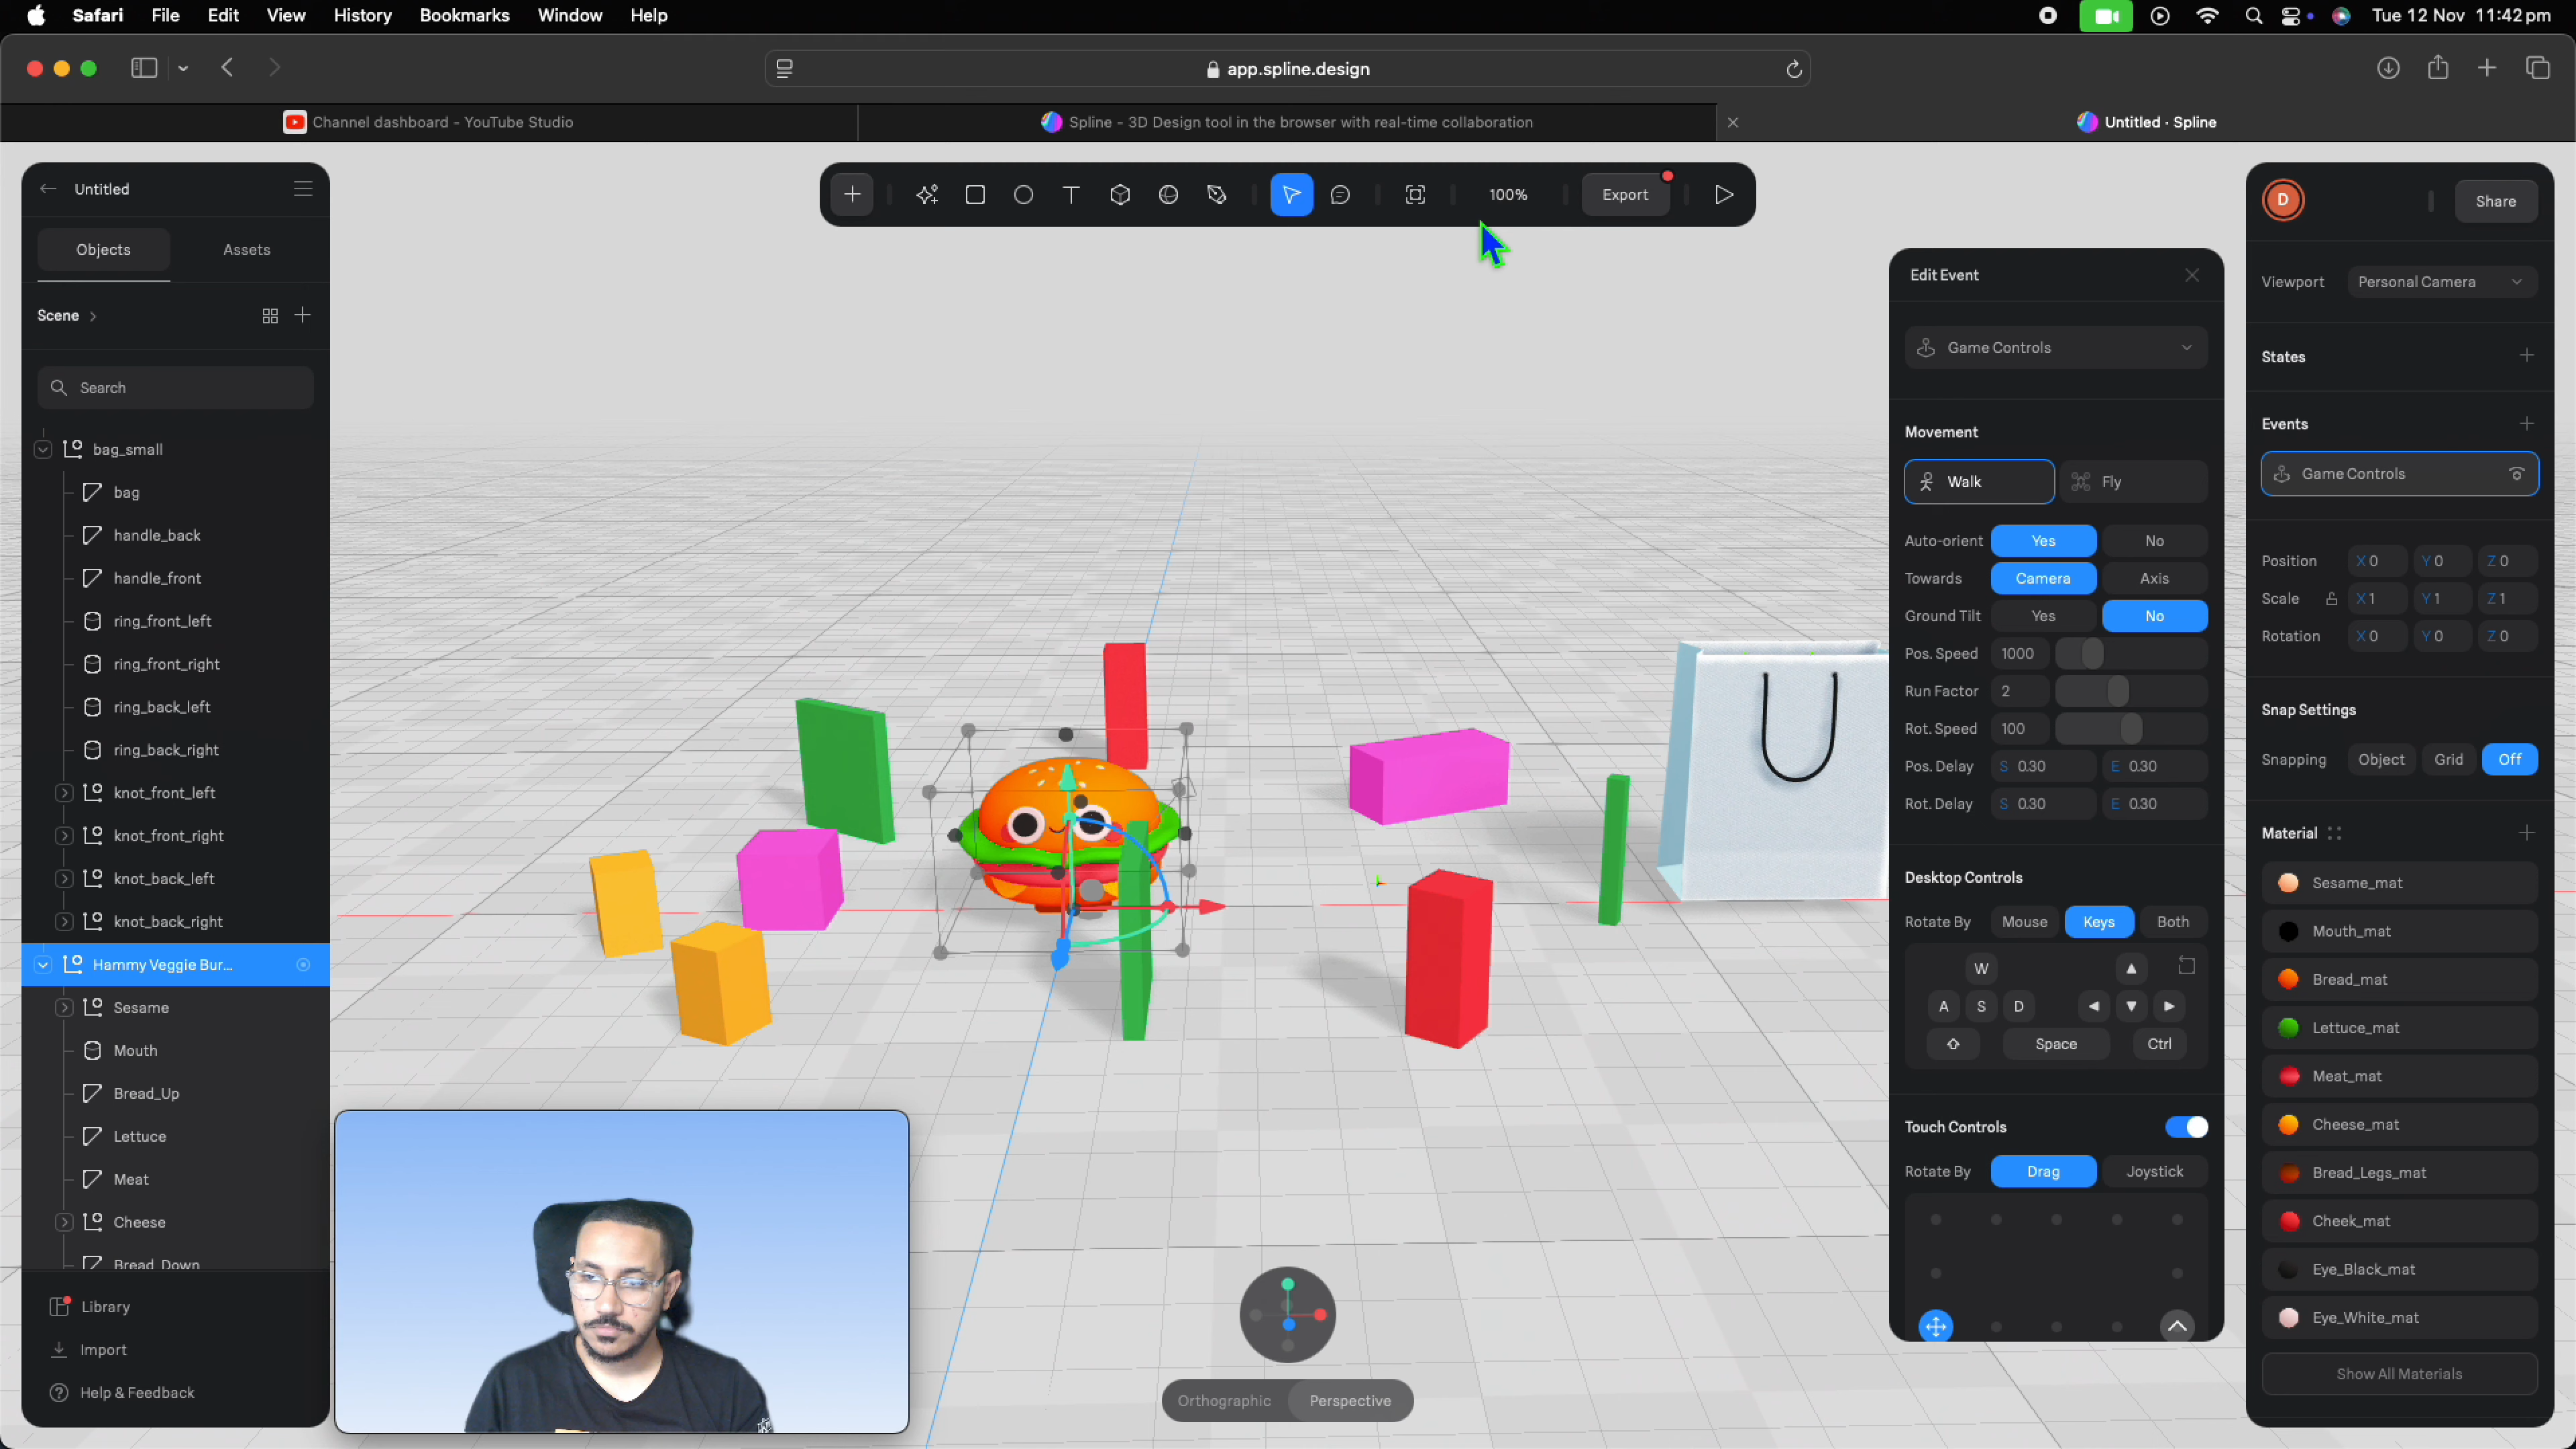 Safari File Edit View History Bookmarks Window Help Tue 12 Nov 11:42 pm
app.spline.design
Channel dashboard - YouTube Studio
Spline - 3D Design tool in the browser with real-time collaboration
Untitled · Spline
Untitled
Objects Assets
Scene
Search
bag_small
bag
handle_back
handle_front
ring_front_left
ring_front_right
ring_back_left
ring_back_right
knot_front_left
knot_front_right
knot_back_left
knot_back_right
Hammy Veggie Bur...
Sesame
Mouth
Bread_Up
Lettuce
Meat
Cheese
Bread_Down
Library
Import
Help & Feedback
100% Export
Orthographic Perspective
Edit Event
Game Controls
Movement
Walk Fly
Auto-orient Yes No
Towards Camera Axis
Ground Tilt Yes No
Pos. Speed 1000
Run Factor 2
Rot. Speed 100
Pos. Delay S 0.30 E 0.30
Rot. Delay S 0.30 E 0.30
Desktop Controls
Rotate By Mouse Keys Both
W
A S D
Space Ctrl
Touch Controls
Rotate By Drag Joystick
D Share
Viewport Personal Camera
States
Events
Game Controls
Position X 0 Y 0 Z 0
Scale X 1 Y 1 Z 1
Rotation X 0 Y 0 Z 0
Snap Settings
Snapping Object Grid Off
Material
Sesame_mat
Mouth_mat
Bread_mat
Lettuce_mat
Meat_mat
Cheese_mat
Bread_Legs_mat
Cheek_mat
Eye_Black_mat
Eye_White_mat
Show All Materials